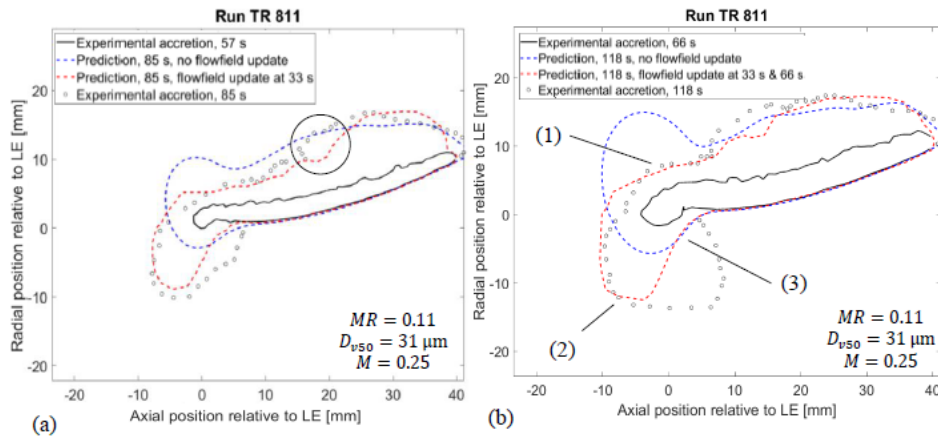 Run TR 811
Experimental accretion, 57 s
Prediction, 85 s, no flowfield update
Prediction, 85 s, flowfield update at 33 s
Experimental accretion, 85 s
Radial position relative to LE [mm]
20
10
0
-10
-20
-20
-10
0
10
20
30
40
Axial position relative to LE [mm]
MR = 0.11
D_{v50} = 31 μm
M = 0.25
(a)
Run TR 811
Experimental accretion, 66 s
Prediction, 118 s, no flowfield update
Prediction, 118 s, flowfield update at 33 s & 66 s
Experimental accretion, 118 s
Radial position relative to LE [mm]
20
10
0
-10
-20
-20
-10
0
10
20
30
40
Axial position relative to LE [mm]
(1)
(2)
(3)
MR = 0.11
D_{v50} = 31 μm
M = 0.25
(b)